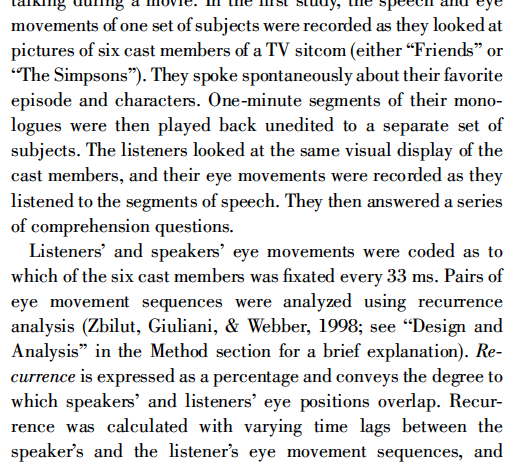 talking during a movie. In the first study, the speech and eye
movements of one set of subjects were recorded as they looked at
pictures of six cast members of a TV sitcom (either “Friends” or
“The Simpsons”). They spoke spontaneously about their favorite
episode and characters. One-minute segments of their mono-
logues were then played back unedited to a separate set of
subjects. The listeners looked at the same visual display of the
cast members, and their eye movements were recorded as they
listened to the segments of speech. They then answered a series
of comprehension questions.
Listeners’ and speakers’ eye movements were coded as to
which of the six cast members was fixated every 33 ms. Pairs of
eye movement sequences were analyzed using recurrence
analysis (Zbilut, Giuliani, & Webber, 1998; see “Design and
Analysis” in the Method section for a brief explanation). Re-
currence is expressed as a percentage and conveys the degree to
which speakers’ and listeners’ eye positions overlap. Recur-
rence was calculated with varying time lags between the
speaker’s and the listener’s eye movement sequences, and